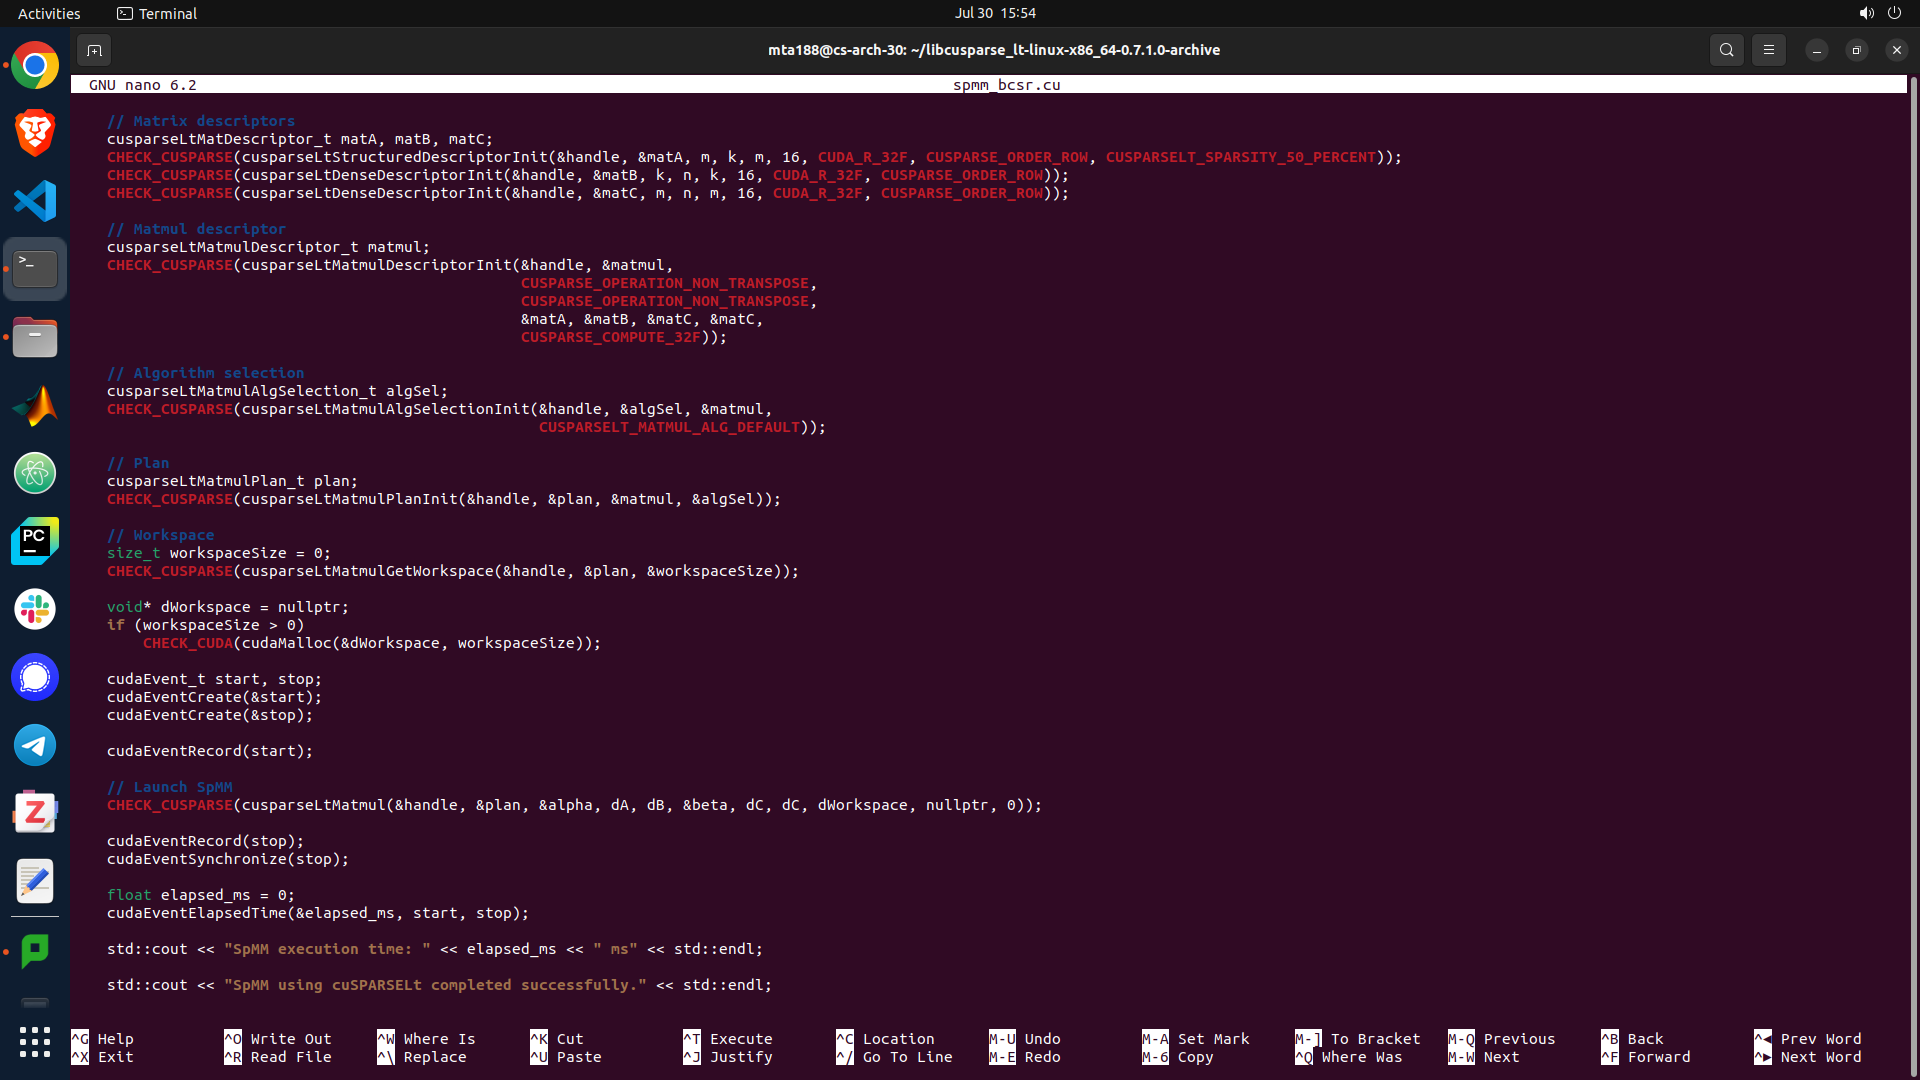 Activities
Terminal
Jul 30 15:54
mta188@cs-arch-30: ~/libcusparse_lt-linux-x86_64-0.7.1.0-archive
GNU nano 6.2 spmm_bcsr.cu
// Matrix descriptors
cusparseLtMatDescriptor_t matA, matB, matC;
CHECK_CUSPARSE(cusparseLtStructuredDescriptorInit(&handle, &matA, m, k, m, 16, CUDA_R_32F, CUSPARSE_ORDER_ROW, CUSPARSELT_SPARSITY_50_PERCENT));
CHECK_CUSPARSE(cusparseLtDenseDescriptorInit(&handle, &matB, k, n, k, 16, CUDA_R_32F, CUSPARSE_ORDER_ROW));
CHECK_CUSPARSE(cusparseLtDenseDescriptorInit(&handle, &matC, m, n, m, 16, CUDA_R_32F, CUSPARSE_ORDER_ROW));
// Matmul descriptor
cusparseLtMatmulDescriptor_t matmul;
CHECK_CUSPARSE(cusparseLtMatmulDescriptorInit(&handle, &matmul,
CUSPARSE_OPERATION_NON_TRANSPOSE,
CUSPARSE_OPERATION_NON_TRANSPOSE,
&matA, &matB, &matC, &matC,
CUSPARSE_COMPUTE_32F));
// Algorithm selection
cusparseLtMatmulAlgSelection_t algSel;
CHECK_CUSPARSE(cusparseLtMatmulAlgSelectionInit(&handle, &algSel, &matmul,
CUSPARSELT_MATMUL_ALG_DEFAULT));
// Plan
cusparseLtMatmulPlan_t plan;
CHECK_CUSPARSE(cusparseLtMatmulPlanInit(&handle, &plan, &matmul, &algSel));
// Workspace
size_t workspaceSize = 0;
CHECK_CUSPARSE(cusparseLtMatmulGetWorkspace(&handle, &plan, &workspaceSize));
void* dWorkspace = nullptr;
if (workspaceSize > 0)
CHECK_CUDA(cudaMalloc(&dWorkspace, workspaceSize));
cudaEvent_t start, stop;
cudaEventCreate(&start);
cudaEventCreate(&stop);
cudaEventRecord(start);
// Launch SpMM
CHECK_CUSPARSE(cusparseLtMatmul(&handle, &plan, &alpha, dA, dB, &beta, dC, dC, dWorkspace, nullptr, 0));
cudaEventRecord(stop);
cudaEventSynchronize(stop);
float elapsed_ms = 0;
cudaEventElapsedTime(&elapsed_ms, start, stop);
std::cout << "SpMM execution time: " << elapsed_ms << " ms" << std::endl;
std::cout << "SpMM using cuSPARSELt completed successfully." << std::endl;
^G Help ^O Write Out ^W Where Is ^K Cut ^T Execute ^C Location M-U Undo M-A Set Mark M-] To Bracket M-Q Previous ^B Back ^◀ Prev Word
^X Exit ^R Read File ^\ Replace ^U Paste ^J Justify ^/ Go To Line M-E Redo M-6 Copy ^Q Where Was M-W Next ^F Forward ^▶ Next Word
>_
PC
Z